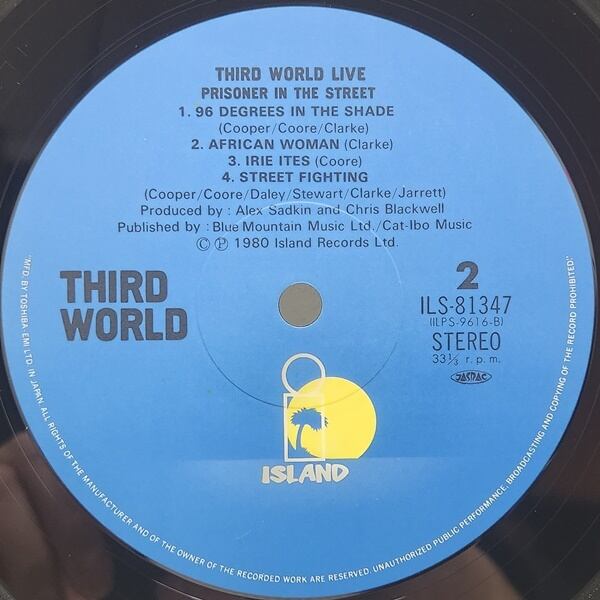 THIRD WORLD LIVE
PRISONER IN THE STREET
1. 96 DEGREES IN THE SHADE
(Cooper/Coore/Clarke)
2. AFRICAN WOMAN (Clarke)
3. IRIE ITES (Coore)
4. STREET FIGHTING
(Cooper/Coore/Daley/Stewart/Clarke/Jarrett)
Produced by : Alex Sadkin and Chris Blackwell
Published by : Blue Mountain Music Ltd./Cat-Ibo Music
© ℗ 1980 Island Records Ltd.
THIRD
WORLD
2
ILS-81347
(ILPS-9616-B)
STEREO
33⅓ r.p.m.
JASRAC
ISLAND
"MFD. BY TOSHIBA EMI LTD. IN JAPAN. ALL RIGHTS OF THE MANUFACTURER AND OF THE OWNER OF THE RECORDED WORK ARE RESERVED. UNAUTHORIZED PUBLIC PERFORMANCE, BROADCASTING AND COPYING OF THE RECORD PROHIBITED."